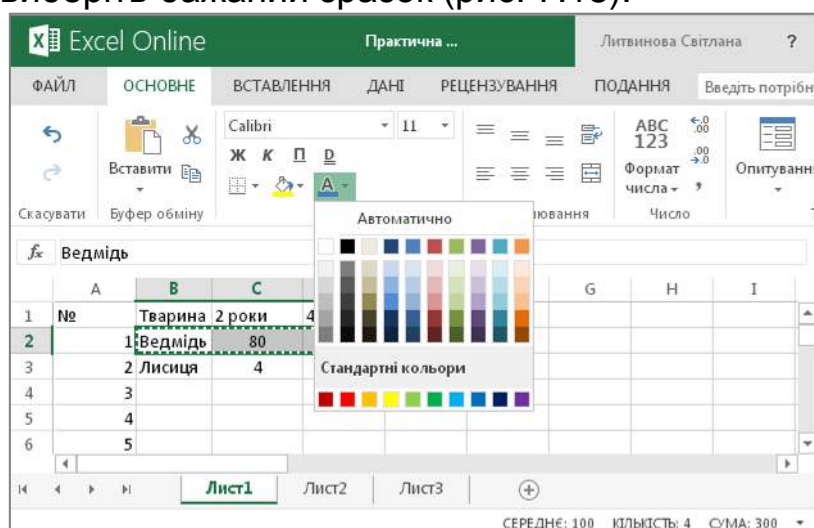 виберіть бажаний зразок (рис. 4.13).
Excel Online Практична ... Литвинова Світлана ?
ФАЙЛ ОСНОВНЕ ВСТАВЛЕННЯ ДАНІ РЕЦЕНЗУВАННЯ ПОДАННЯ Введіть потрібн
Calibri 11 ABC 123
Вставити Ж К П D Формат числа Опитуванн
Скасувати Буфер обміну ювання Число
Автоматично
fx Ведмідь
A B C G H I
1 № Тварина 2 роки 4
2 1 Ведмідь 80
3 2 Лисиця 4
Стандартні кольори
4 3
5 4
6 5
Лист1 Лист2 Лист3
СЕРЕДНЄ: 100 КІЛЬКІСТЬ: 4 СУМА: 300